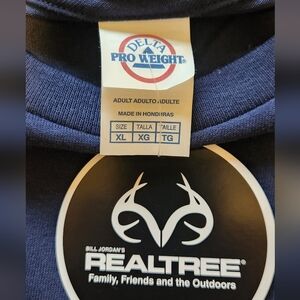 DELTA
PRO WEIGHT
ADULT ADULTO ADULTE
MADE IN HONDURAS
SIZE TALLA TAILLE
XL XG TG
BILL JORDAN'S
REALTREE
Family, Friends and the Outdoors